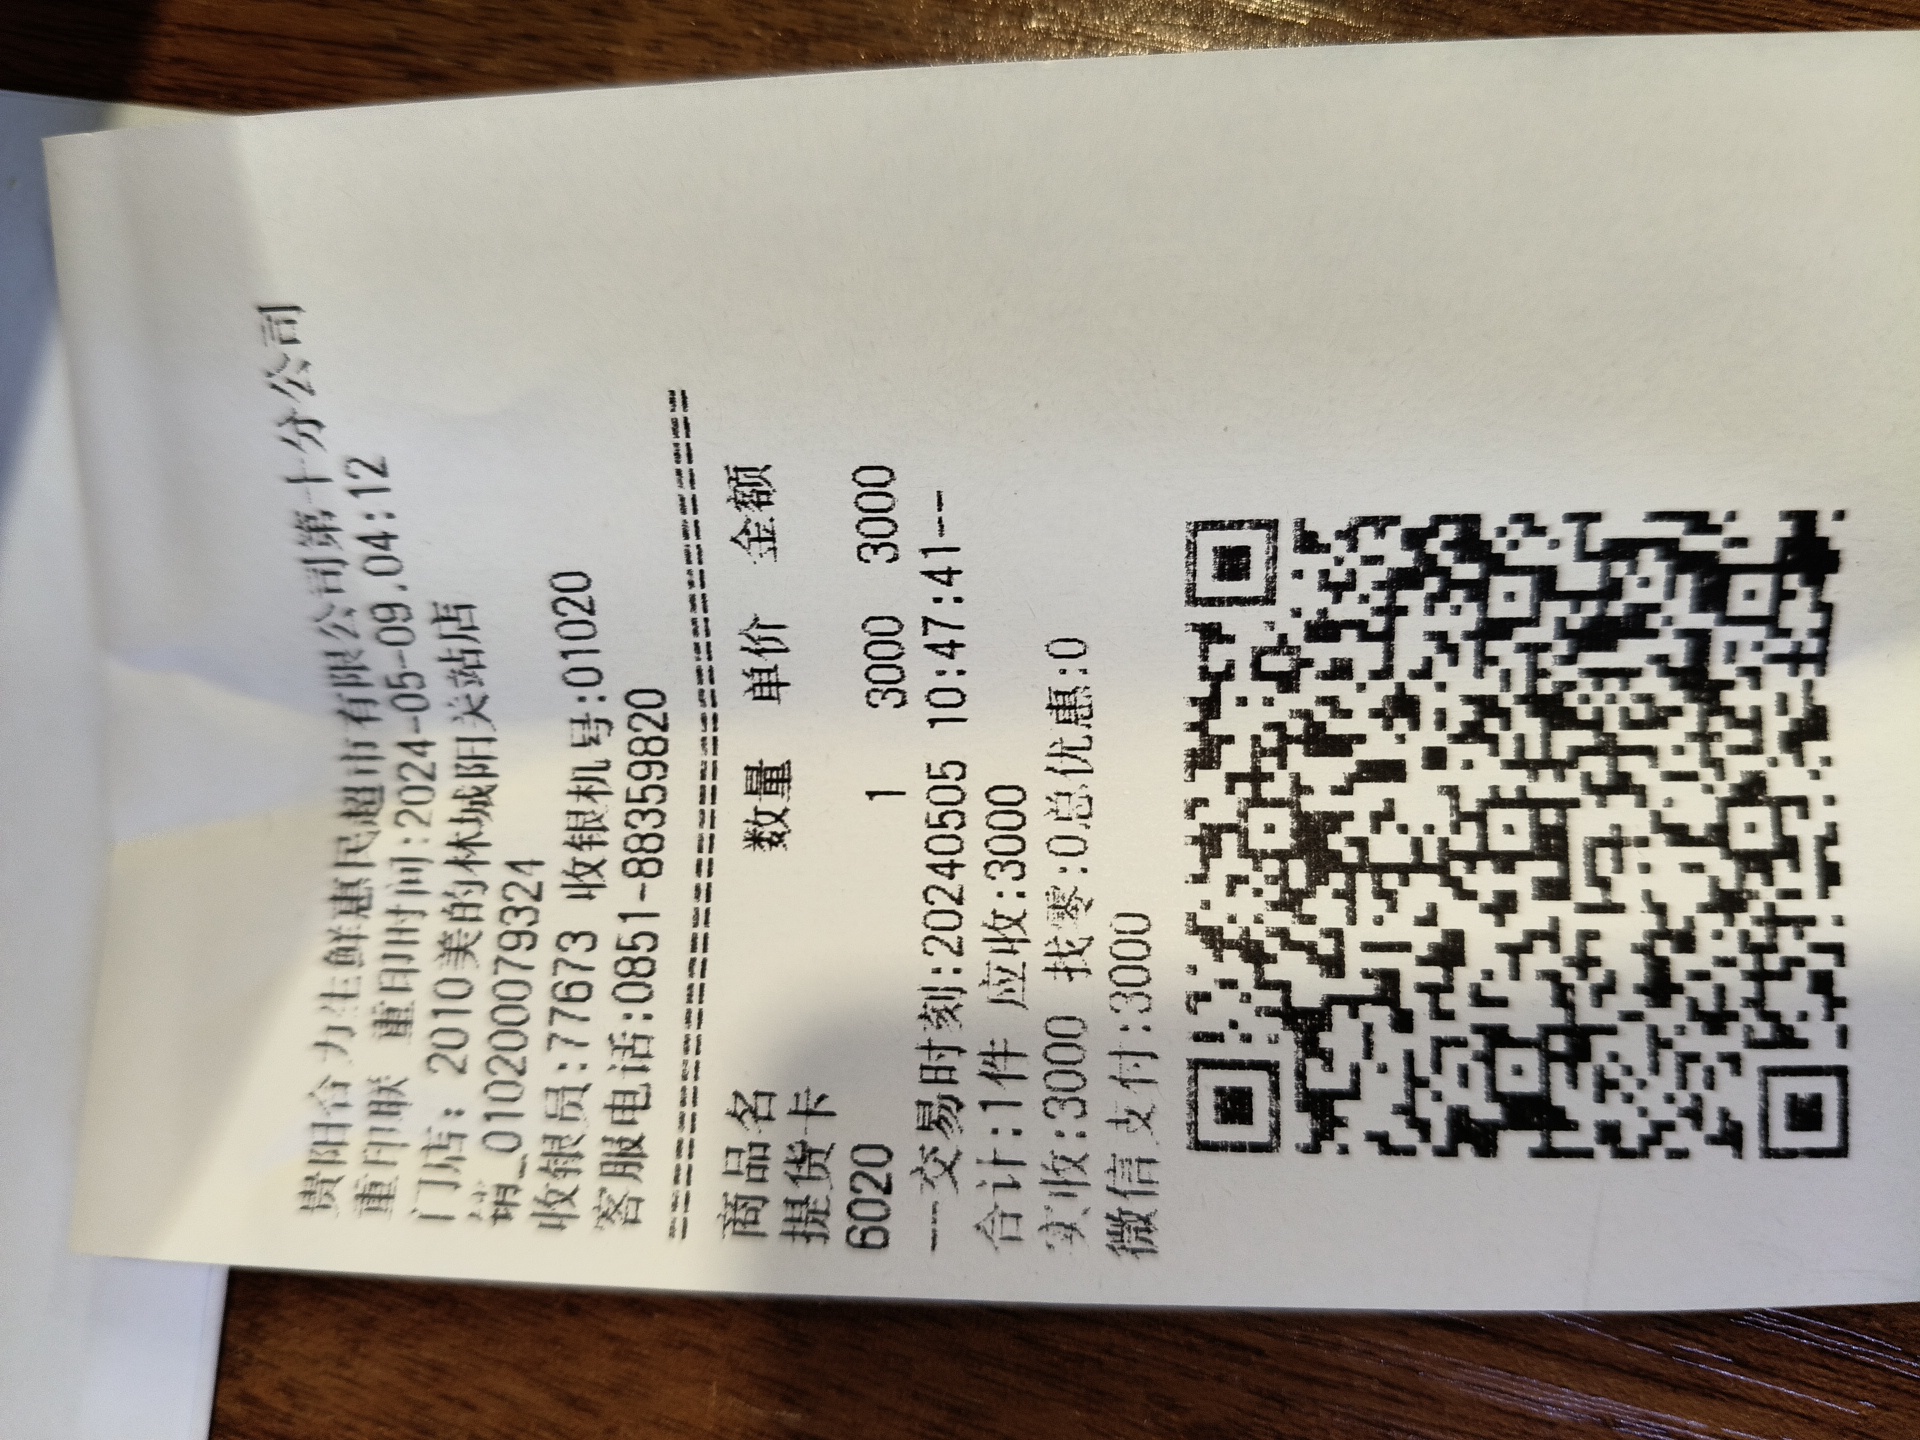 贵阳合力生鲜惠民超市有限公司第十分公司
重印联 重印时间:2024-05-09.04:12
门店: 2010美的林城阳关站店
销_0102000079324
收银员:77673 收银机号:01020
客服电话:0851-88359820
==========================================
商品名 数量 单价 金额
提货卡
6020 1 3000 3000
--交易时刻:20240505 10:47:41--
合计:1件 应收:3000
实收:3000 找零:0总优惠:0
微信支付:3000